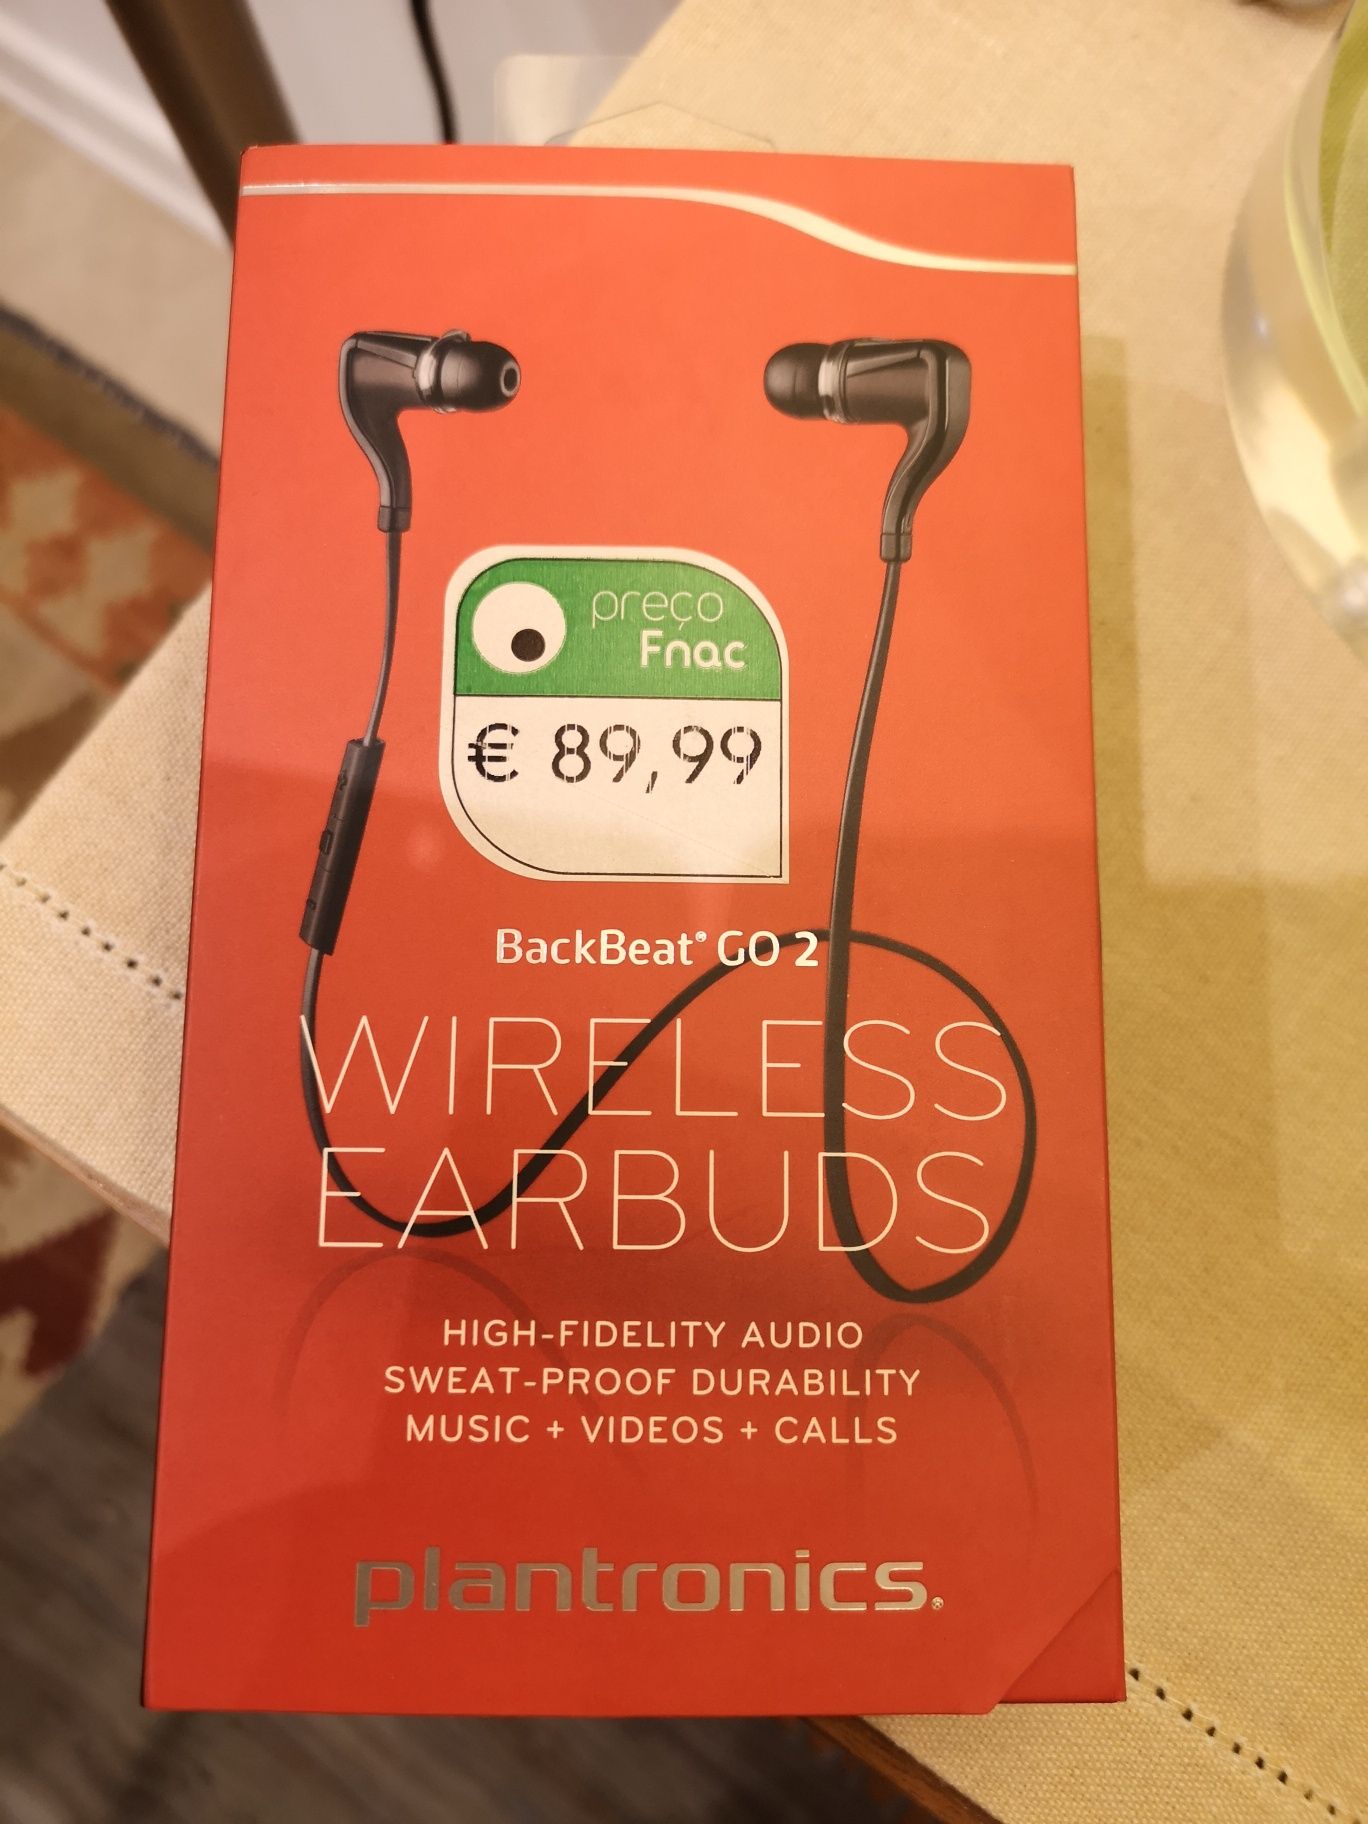 preço
Fnac
€ 89,99
BackBeat® GO 2
WIRELESS
EARBUDS
HIGH-FIDELITY AUDIO
SWEAT-PROOF DURABILITY
MUSIC + VIDEOS + CALLS
plantronics®